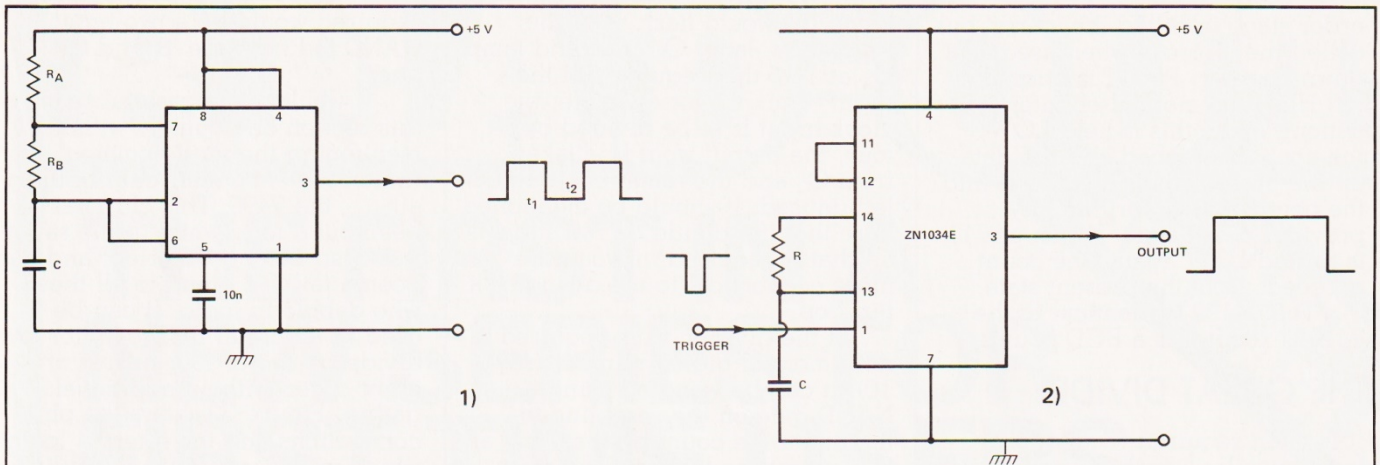 +5 V
R_A
8
4
7
R_B
3
2
t_1
t_2
6
5
1
C
10n
1)
+5 V
4
11
12
14
ZN1034E
3
OUTPUT
R
13
1
TRIGGER
7
C
2)